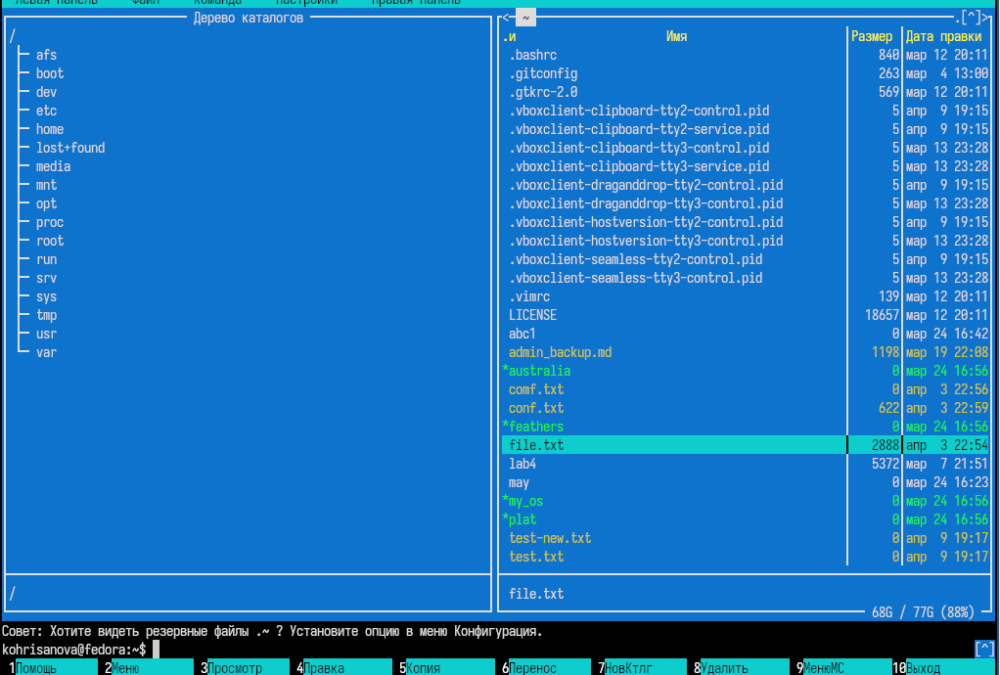 Левая панель Файл Команда Настройки Правая панель
Дерево каталогов
/
afs
boot
dev
etc
home
lost+found
media
mnt
opt
proc
root
run
srv
sys
tmp
usr
var
/
<- ~ .[^]>
.и Имя Размер Дата правки
.bashrc 840 мар 12 20:11
.gitconfig 263 мар 4 13:00
.gtkrc-2.0 569 мар 12 20:11
.vboxclient-clipboard-tty2-control.pid 5 апр 9 19:15
.vboxclient-clipboard-tty2-service.pid 5 апр 9 19:15
.vboxclient-clipboard-tty3-control.pid 5 мар 13 23:28
.vboxclient-clipboard-tty3-service.pid 5 мар 13 23:28
.vboxclient-draganddrop-tty2-control.pid 5 апр 9 19:15
.vboxclient-draganddrop-tty3-control.pid 5 мар 13 23:28
.vboxclient-hostversion-tty2-control.pid 5 апр 9 19:15
.vboxclient-hostversion-tty3-control.pid 5 мар 13 23:28
.vboxclient-seamless-tty2-control.pid 5 апр 9 19:15
.vboxclient-seamless-tty3-control.pid 5 мар 13 23:28
.vimrc 139 мар 12 20:11
LICENSE 18657 мар 12 20:11
abc1 0 мар 24 16:42
admin_backup.md 1198 мар 19 22:08
*australia 0 мар 24 16:56
comf.txt 0 апр 3 22:56
conf.txt 622 апр 3 22:59
*feathers 0 мар 24 16:56
file.txt 2888 апр 3 22:54
lab4 5372 мар 7 21:51
may 0 мар 24 16:23
*my_os 0 мар 24 16:56
*plat 0 мар 24 16:56
test-new.txt 0 апр 9 19:17
test.txt 0 апр 9 19:17
file.txt
68G / 77G (88%)
Совет: Хотите видеть резервные файлы .~ ? Установите опцию в меню Конфигурация.
kohrisanova@fedora:~$ [^]
1Помощь 2Меню 3Просмотр 4Правка 5Копия 6Перенос 7НовКтлг 8Удалить 9МенюMC 10Выход